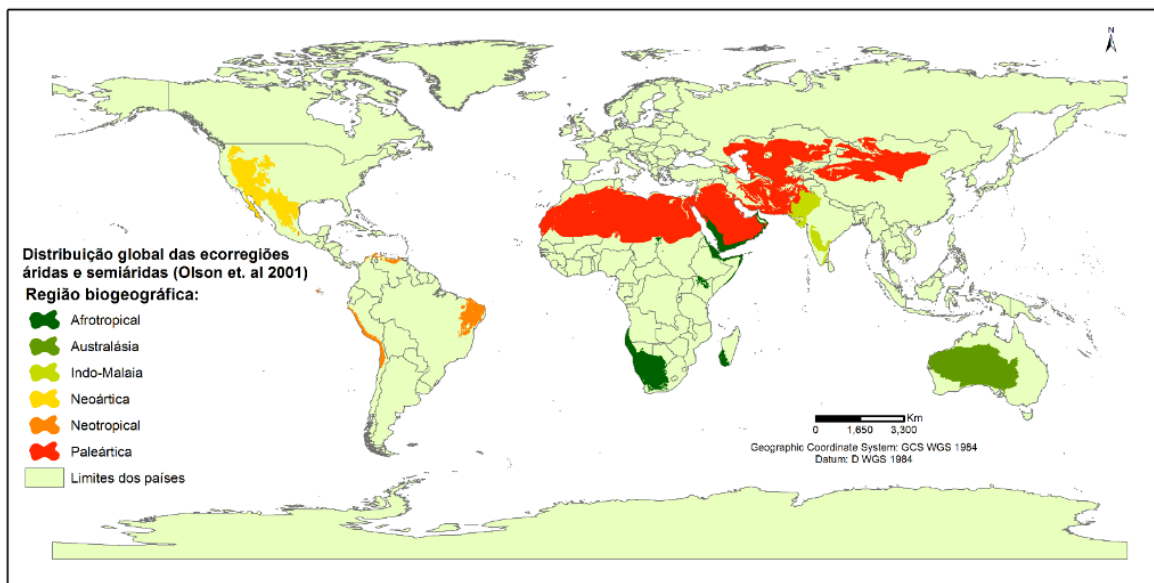 N
Distribuição global das ecorregiões
áridas e semiáridas (Olson et. al 2001)
Região biogeográfica:
Afrotropical
Australásia
Indo-Malaia
Neoártica
Neotropical
Paleártica
Limites dos países
Km
0 1,650 3,300
Geographic Coordinate System: GCS WGS 1984
Datum: D WGS 1984